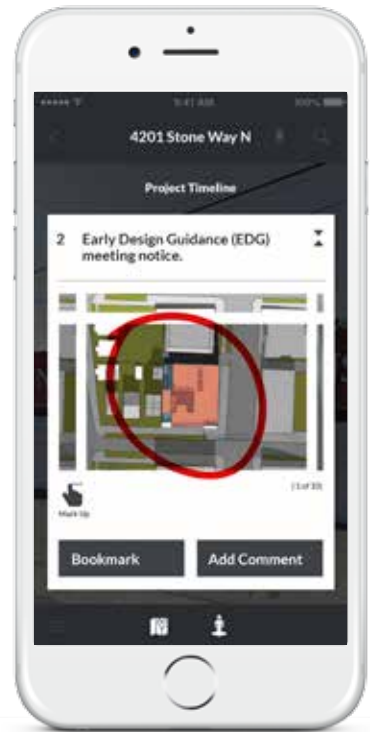 9:41 AM 100%
4201 Stone Way N
Project Timeline
2 Early Design Guidance (EDG)
meeting notice.
(1 of 10)
Mark Up
Bookmark Add Comment